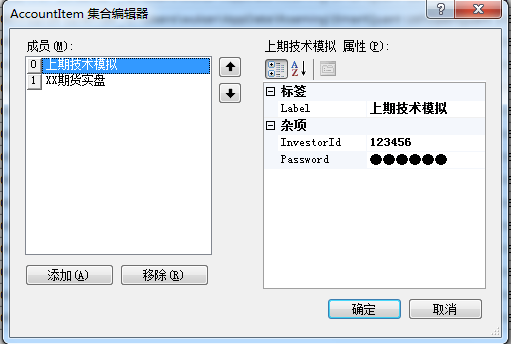 AccountItem 集合编辑器
成员(M):
0 上期技术模拟
1 XX期货实盘
添加(A)
移除(R)
上期技术模拟 属性(P):
标签
Label 上期技术模拟
杂项
InvestorId 123456
Password ●●●●●●
确定
取消